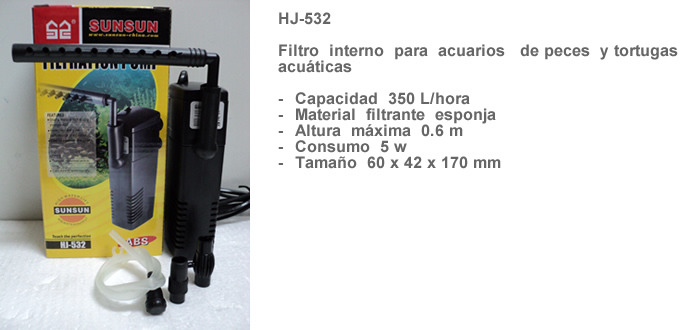 SUNSUN
www.sunsun-china.com
FILTRATION PUMP
FEATURES
SUNSUN
Touch the perfection
HJ-532
LABS
HJ-532
Filtro interno para acuarios de peces y tortugas
acuáticas
- Capacidad 350 L/hora
- Material filtrante esponja
- Altura máxima 0.6 m
- Consumo 5 w
- Tamaño 60 x 42 x 170 mm